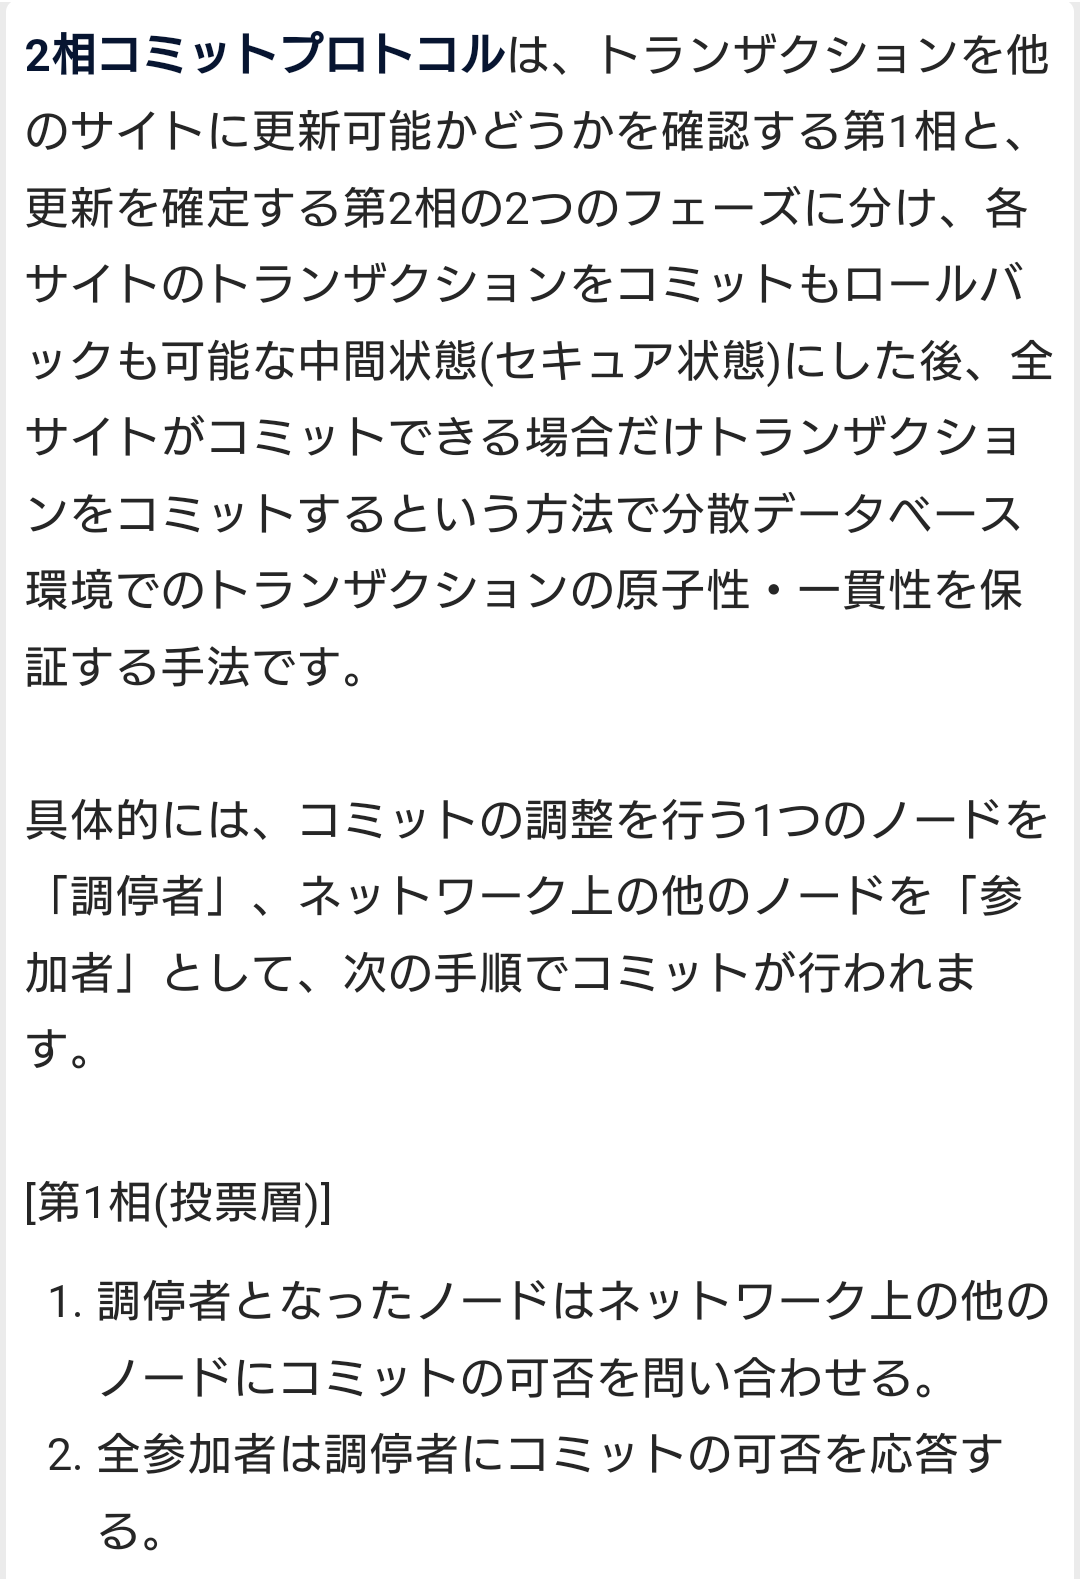 2相コミットプロトコルは、トランザクションを他
のサイトに更新可能かどうかを確認する第1相と、
更新を確定する第2相の2つのフェーズに分け、各
サイトのトランザクションをコミットもロールバ
ックも可能な中間状態(セキュア状態)にした後、全
サイトがコミットできる場合だけトランザクショ
ンをコミットするという方法で分散データベース
環境でのトランザクションの原子性・一貫性を保
証する手法です。
具体的には、コミットの調整を行う1つのノードを
「調停者」、ネットワーク上の他のノードを「参
加者」として、次の手順でコミットが行われま
す。
[第1相(投票層)]
1. 調停者となったノードはネットワーク上の他の
ノードにコミットの可否を問い合わせる。
2. 全参加者は調停者にコミットの可否を応答す
る。